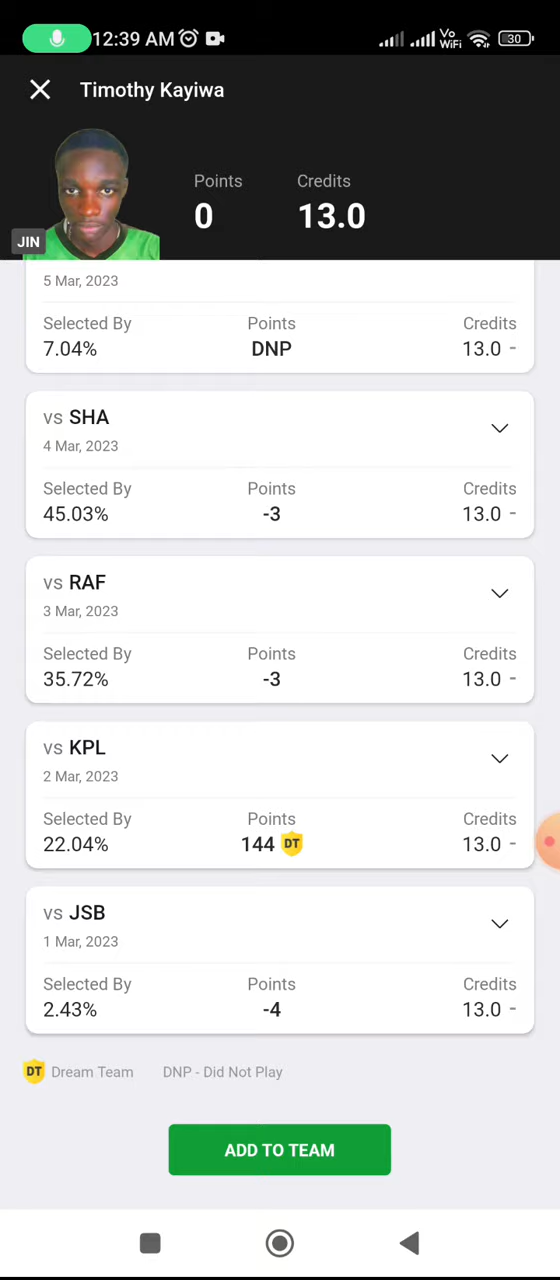 12:39 AM Vo WiFi 30
Timothy Kayiwa
Points Credits
0 13.0
JIN
5 Mar, 2023
Selected By Points Credits
7.04% DNP 13.0 -
vs SHA
4 Mar, 2023
Selected By Points Credits
45.03% -3 13.0 -
vs RAF
3 Mar, 2023
Selected By Points Credits
35.72% -3 13.0 -
vs KPL
2 Mar, 2023
Selected By Points Credits
22.04% 144 DT 13.0 -
vs JSB
1 Mar, 2023
Selected By Points Credits
2.43% -4 13.0 -
DT Dream Team DNP - Did Not Play
ADD TO TEAM